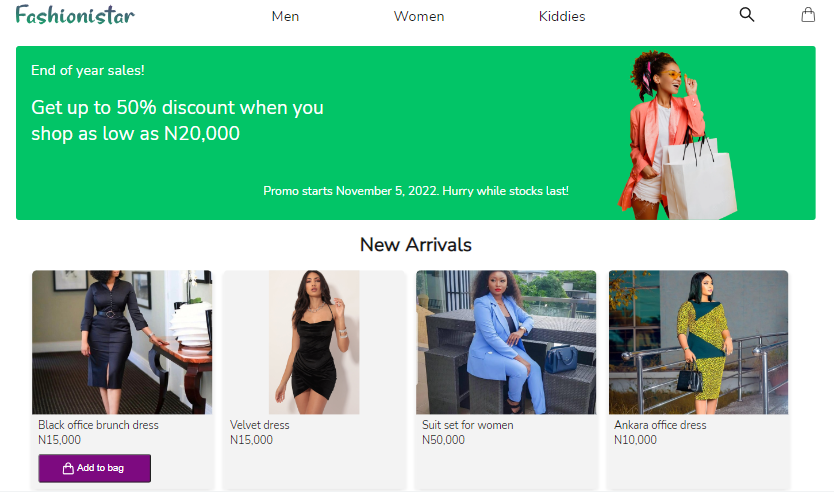 Fashionistar
Men
Women
Kiddies
End of year sales!
Get up to 50% discount when you
shop as low as N20,000
Promo starts November 5, 2022. Hurry while stocks last!
New Arrivals
Black office brunch dress
N15,000
Add to bag
Velvet dress
N15,000
Suit set for women
N50,000
Ankara office dress
N10,000